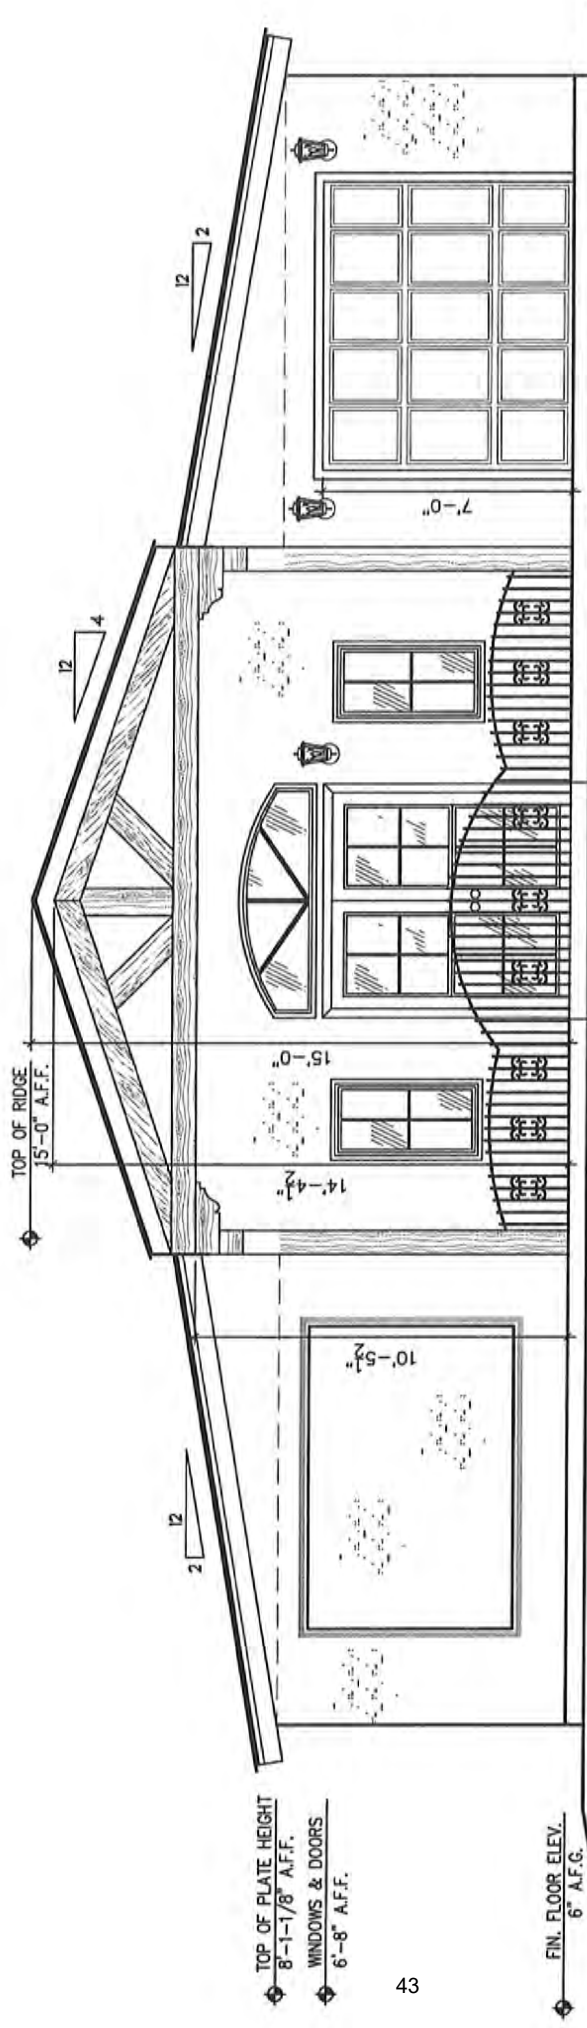 TOP OF RIDGE
15'-0" A.F.F.
12
4
12
2
12
2
15'-0"
14'-4½"
10'-5½"
7'-0"
TOP OF PLATE HEIGHT
8'-1-1/8" A.F.F.
WINDOWS & DOORS
6'-8" A.F.F.
FIN. FLOOR ELEV.
6" A.F.G.
43